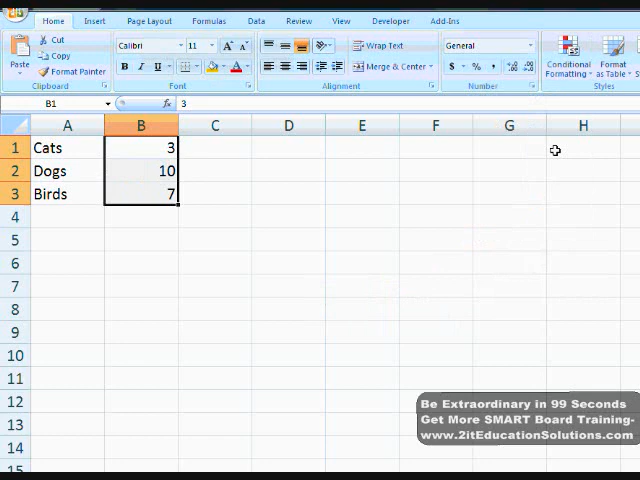 Home Insert Page Layout Formulas Data Review View Developer Add-Ins
Cut
Calibri 11 A A Wrap Text General
Copy
Paste Format Painter B I U A Merge & Center $ % , .00 Conditional Format
Formatting as Table
Clipboard Font Alignment Number
B1 fx 3
A B C D E F G H
1 Cats 3
2 Dogs 10
3 Birds 7
4
5
6
7
8
9
10
11
12
13
14
15
Be Extraordinary in 99 Seconds
Get More SMART Board Training-
www.2itEducationSolutions.com